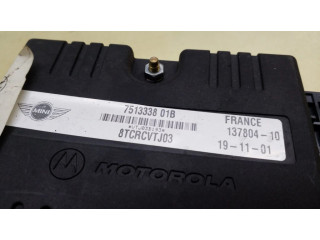 MINI
7513338 01B
8TCRCVTJ03
FRANCE
137804-10
19-11-01
MOTOROLA